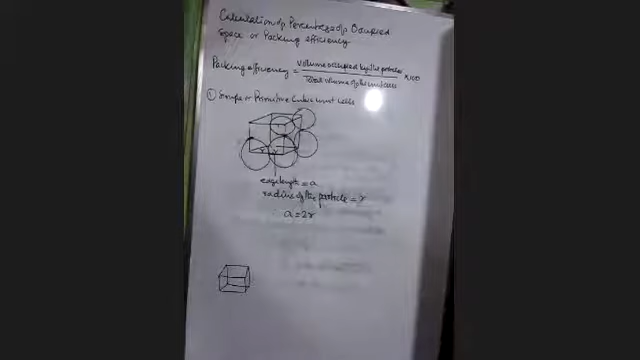 Calculation of Percentage of Occupied
Space or Packing efficiency
Packing efficiency = Volume occupied by the particles / Total volume of the unit cell × 100
① Simple or Primitive Cubic unit cells
edge length = a
radius of the particle = r
a = 2r